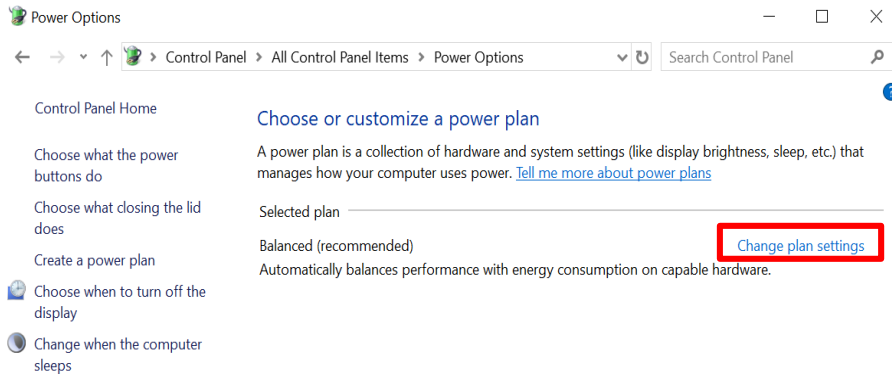 Power Options
Control Panel > All Control Panel Items > Power Options
Search Control Panel
Control Panel Home
Choose what the power
buttons do
Choose what closing the lid
does
Create a power plan
Choose when to turn off the
display
Change when the computer
sleeps
Choose or customize a power plan
A power plan is a collection of hardware and system settings (like display brightness, sleep, etc.) that
manages how your computer uses power. Tell me more about power plans
Selected plan
Balanced (recommended)
Change plan settings
Automatically balances performance with energy consumption on capable hardware.